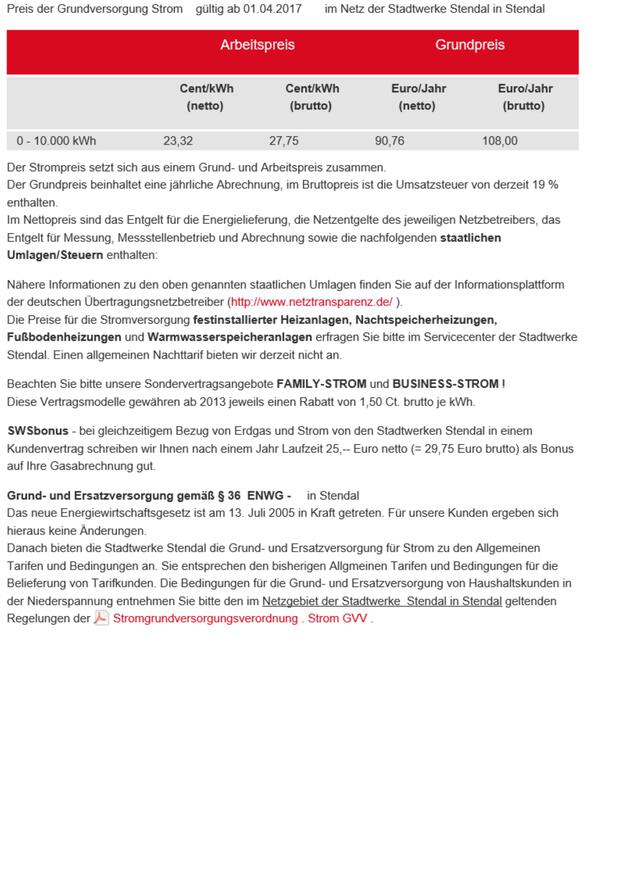 Preis der Grundversorgung Strom gültig ab 01.04.2017 im Netz der Stadtwerke Stendal in Stendal
Arbeitspreis Grundpreis
Cent/kWh Cent/kWh Euro/Jahr Euro/Jahr
(netto) (brutto) (netto) (brutto)
0 - 10.000 kWh 23,32 27,75 90,76 108,00
Der Strompreis setzt sich aus einem Grund- und Arbeitspreis zusammen.
Der Grundpreis beinhaltet eine jährliche Abrechnung, im Bruttopreis ist die Umsatzsteuer von derzeit 19 %
enthalten.
Im Nettopreis sind das Entgelt für die Energielieferung, die Netzentgelte des jeweiligen Netzbetreibers, das
Entgelt für Messung, Messstellenbetrieb und Abrechnung sowie die nachfolgenden staatlichen
Umlagen/Steuern enthalten:
Nähere Informationen zu den oben genannten staatlichen Umlagen finden Sie auf der Informationsplattform
der deutschen Übertragungsnetzbetreiber (http://www.netztransparenz.de/ ).
Die Preise für die Stromversorgung festinstallierter Heizanlagen, Nachtspeicherheizungen,
Fußbodenheizungen und Warmwasserspeicheranlagen erfragen Sie bitte im Servicecenter der Stadtwerke
Stendal. Einen allgemeinen Nachttarif bieten wir derzeit nicht an.
Beachten Sie bitte unsere Sondervertragsangebote FAMILY-STROM und BUSINESS-STROM !
Diese Vertragsmodelle gewähren ab 2013 jeweils einen Rabatt von 1,50 Ct. brutto je kWh.
SWSbonus - bei gleichzeitigem Bezug von Erdgas und Strom von den Stadtwerken Stendal in einem
Kundenvertrag schreiben wir Ihnen nach einem Jahr Laufzeit 25,-- Euro netto (= 29,75 Euro brutto) als Bonus
auf Ihre Gasabrechnung gut.
Grund- und Ersatzversorgung gemäß § 36 ENWG - in Stendal
Das neue Energiewirtschaftsgesetz ist am 13. Juli 2005 in Kraft getreten. Für unsere Kunden ergeben sich
hieraus keine Änderungen.
Danach bieten die Stadtwerke Stendal die Grund- und Ersatzversorgung für Strom zu den Allgemeinen
Tarifen und Bedingungen an. Sie entsprechen den bisherigen Allgmeinen Tarifen und Bedingungen für die
Belieferung von Tarifkunden. Die Bedingungen für die Grund- und Ersatzversorgung von Haushaltskunden in
der Niederspannung entnehmen Sie bitte den im Netzgebiet der Stadtwerke Stendal in Stendal geltenden
Regelungen der Stromgrundversorgungsverordnung . Strom GVV .